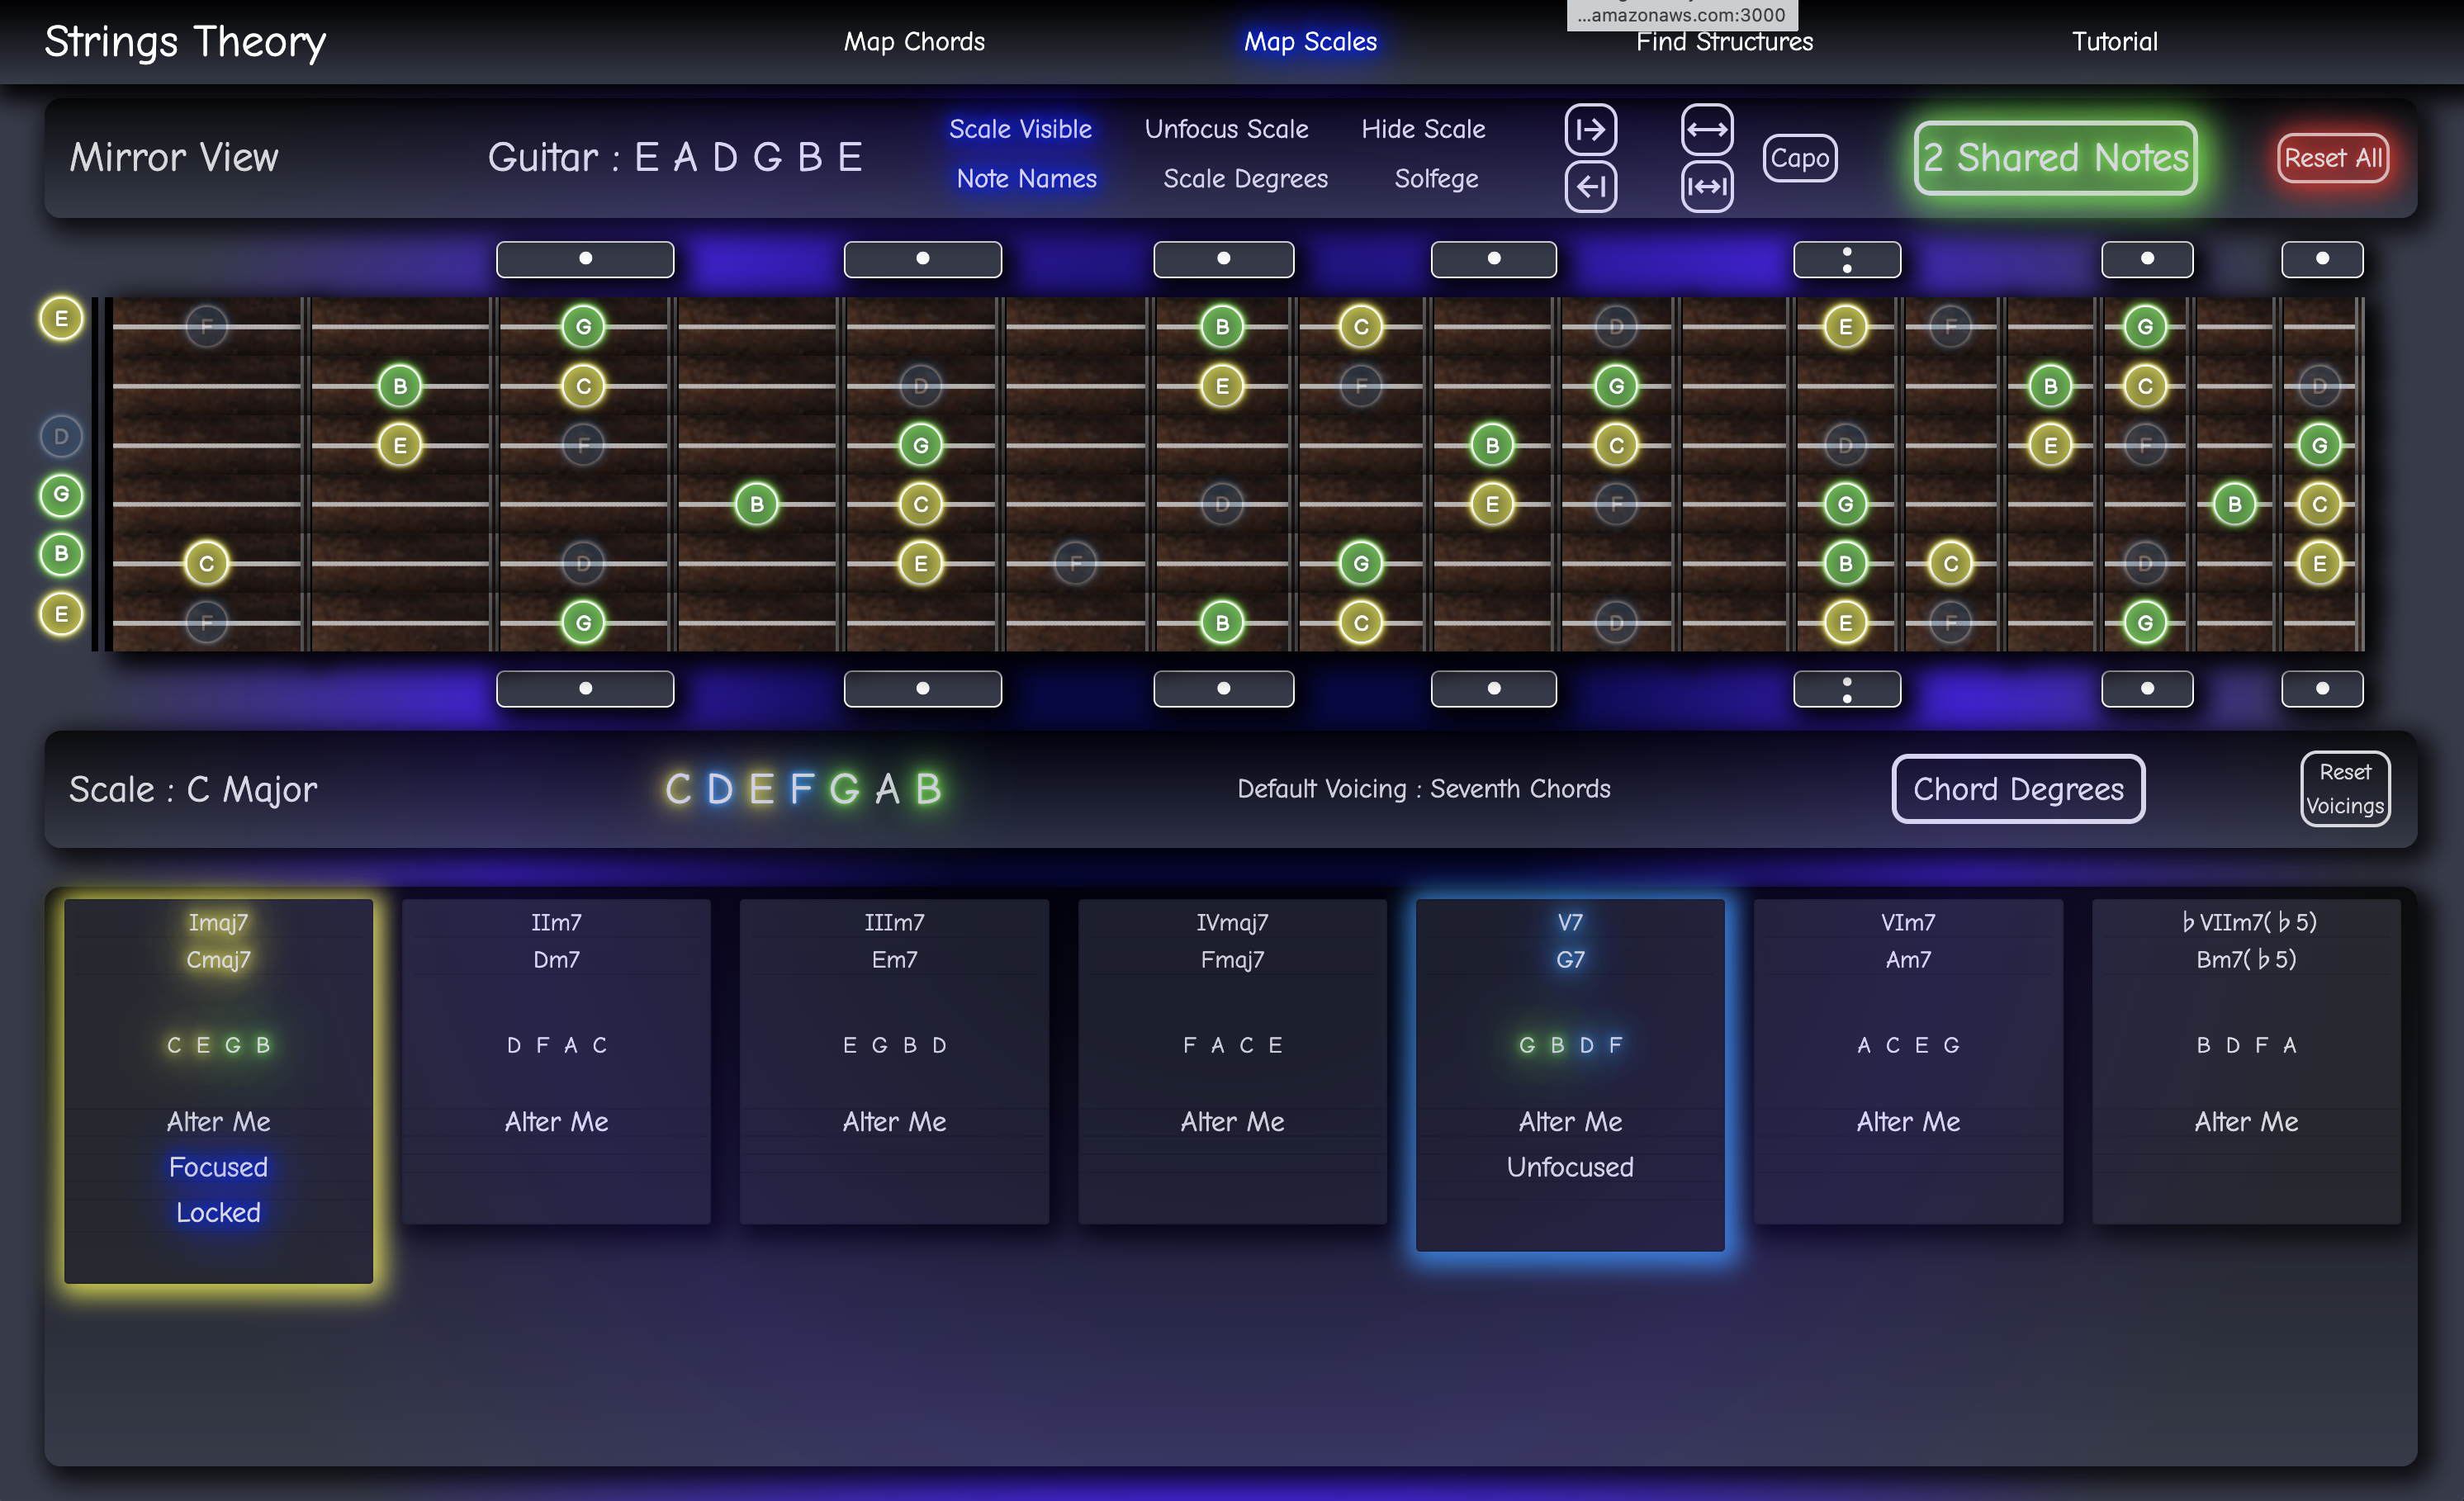 ...amazonaws.com:3000
Strings Theory Map Chords Map Scales Find Structures Tutorial
Mirror View Guitar : E A D G B E Scale Visible Unfocus Scale Hide Scale Capo 2 Shared Notes Reset All
Note Names Scale Degrees Solfege
E F G B C D E F G
B C D E F G B C D
D E F G B C D E F G
G B C D E F G B C
B C D E F G B C D E
E F G B C D E F G
Scale : C Major C D E F G A B Default Voicing : Seventh Chords Chord Degrees Reset Voicings
Imaj7 IIm7 IIIm7 IVmaj7 V7 VIm7 ♭VIIm7(♭5)
Cmaj7 Dm7 Em7 Fmaj7 G7 Am7 Bm7(♭5)
C E G B D F A C E G B D F A C E G B D F A C E G B D F A
Alter Me Alter Me Alter Me Alter Me Alter Me Alter Me Alter Me
Focused Unfocused
Locked